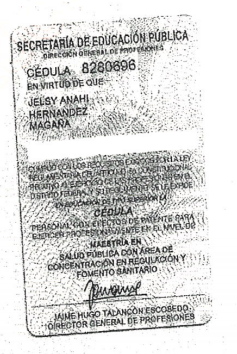 SECRETARÍA DE EDUCACIÓN PÚBLICA
DIRECCIÓN GENERAL DE PROFESIONES
CÉDULA 8280696
EN VIRTUD DE QUE
JELSY ANAHI
HERNANDEZ
MAGAÑA
CUMPLIÓ CON LOS REQUISITOS EXIGIDOS POR LA LEY
REGLAMENTARIA DEL ARTÍCULO 5o. CONSTITUCIONAL
RELATIVO AL EJERCICIO DE LAS PROFESIONES EN EL
DISTRITO FEDERAL Y SU REGLAMENTO SE LE EXPIDE
EN EDUCACIÓN DE TIPO SUPERIOR LA
CÉDULA
PERSONAL CON EFECTOS DE PATENTE PARA
EJERCER PROFESIONALMENTE EN EL NIVEL DE
MAESTRÍA EN
SALUD PÚBLICA CON ÁREA DE
CONCENTRACIÓN EN REGULACIÓN Y
FOMENTO SANITARIO
JAIME HUGO TALANCÓN ESCOBEDO
DIRECTOR GENERAL DE PROFESIONES